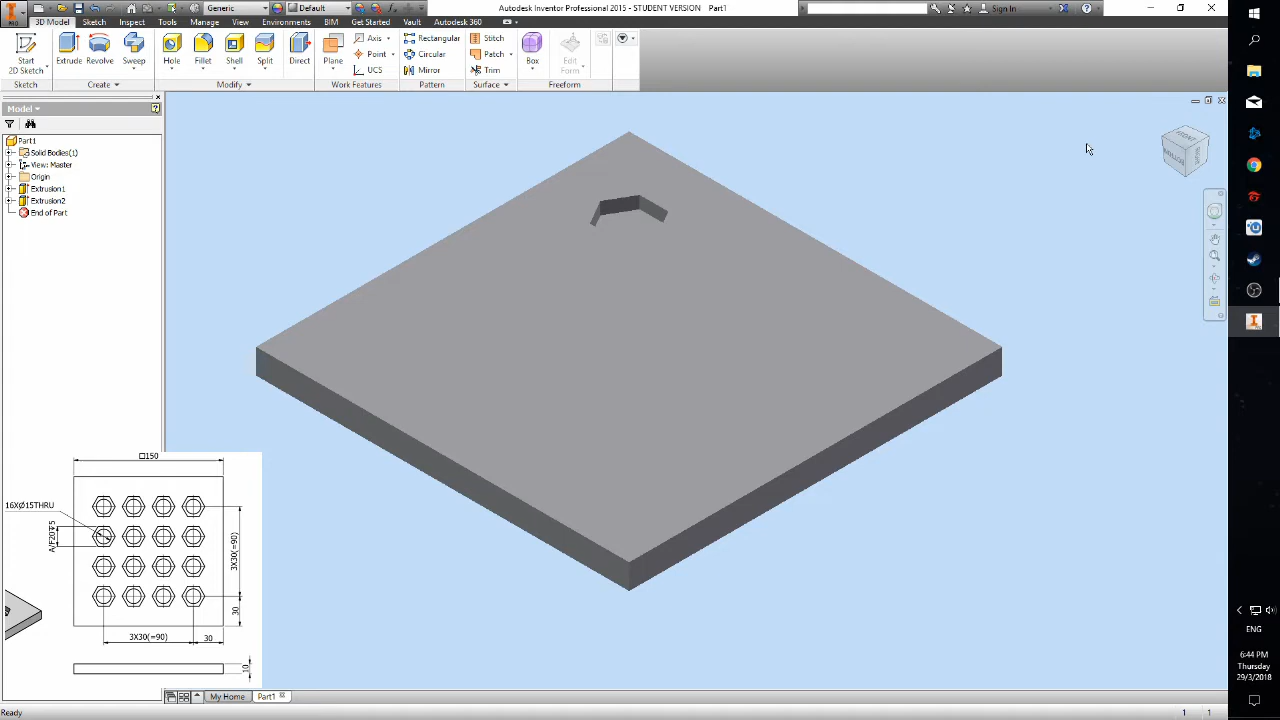 Generic
Default
Autodesk Inventor Professional 2015 - STUDENT VERSION Part1
Sign In
PRO
3D Model Sketch Inspect Tools Manage View Environments BIM Get Started Vault Autodesk 360
Start
2D Sketch
Extrude Revolve Sweep
Hole Fillet Shell Split Direct
Plane
Axis
Point
UCS
Rectangular
Circular
Mirror
Stitch
Patch
Trim
Box
Edit
Form
Sketch Create Modify Work Features Pattern Surface Freeform
Model
Part1
Solid Bodies(1)
View: Master
Origin
Extrusion1
Extrusion2
End of Part
FRONT
BOTTOM
□150
16XØ15THRU
A/F20↧5
3X30(=90)
30
3X30(=90) 30
10
My Home Part1
Ready
1 1
ENG
6:44 PM
Thursday
29/3/2018